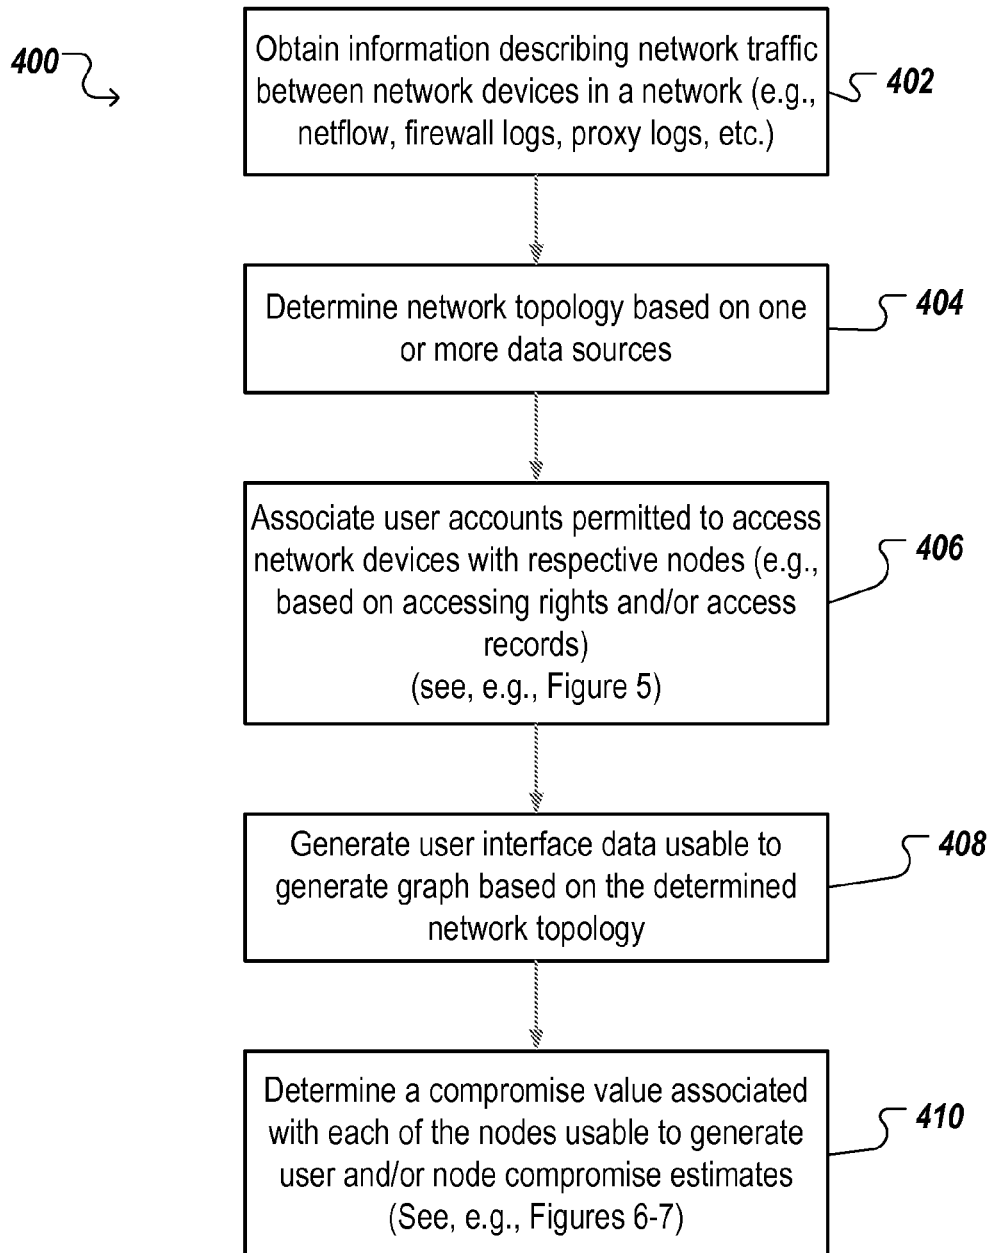 400
Obtain information describing network traffic
between network devices in a network (e.g.,
netflow, firewall logs, proxy logs, etc.)
402
Determine network topology based on one
or more data sources
404
Associate user accounts permitted to access
network devices with respective nodes (e.g.,
based on accessing rights and/or access
records)
(see, e.g., Figure 5)
406
Generate user interface data usable to
generate graph based on the determined
network topology
408
Determine a compromise value associated
with each of the nodes usable to generate
user and/or node compromise estimates
(See, e.g., Figures 6-7)
410